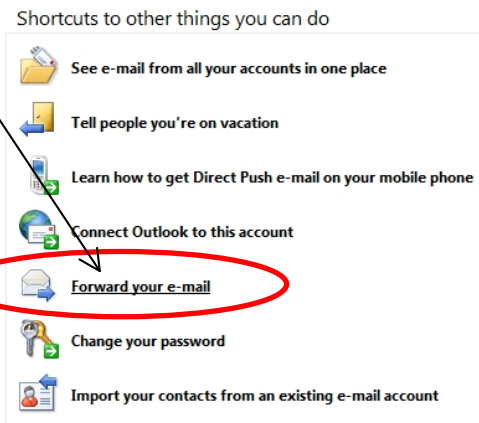 Shortcuts to other things you can do
See e-mail from all your accounts in one place
Tell people you're on vacation
Learn how to get Direct Push e-mail on your mobile phone
Connect Outlook to this account
Forward your e-mail
Change your password
Import your contacts from an existing e-mail account